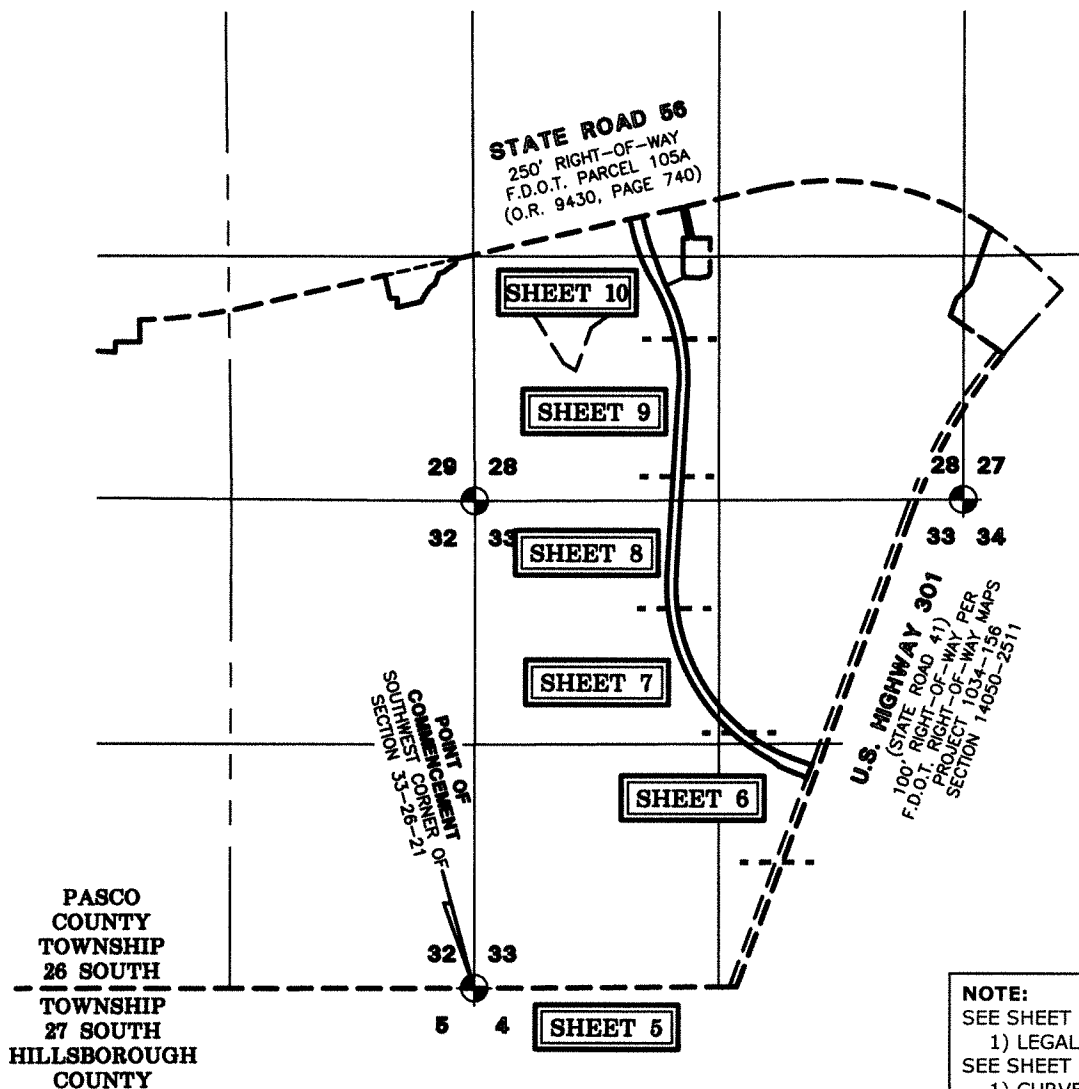 STATE ROAD 56
250' RIGHT-OF-WAY
F.D.O.T. PARCEL 105A
(O.R. 9430, PAGE 740)
SHEET 10
SHEET 9
29 28
32 33
28 27
33 34
SHEET 8
U.S. HIGHWAY 301
(STATE ROAD 41)
100' RIGHT-OF-WAY PER
F.D.O.T. RIGHT-OF-WAY MAPS
PROJECT 1034-156
SECTION 14050-2511
SHEET 7
POINT OF
COMMENCEMENT
SOUTHWEST CORNER OF
SECTION 33-26-21
SHEET 6
PASCO
COUNTY
TOWNSHIP
26 SOUTH
32 33
TOWNSHIP
27 SOUTH
HILLSBOROUGH
COUNTY
5 4
SHEET 5
NOTE:
SEE SHEET
1) LEGAL
SEE SHEET
1) CURVE